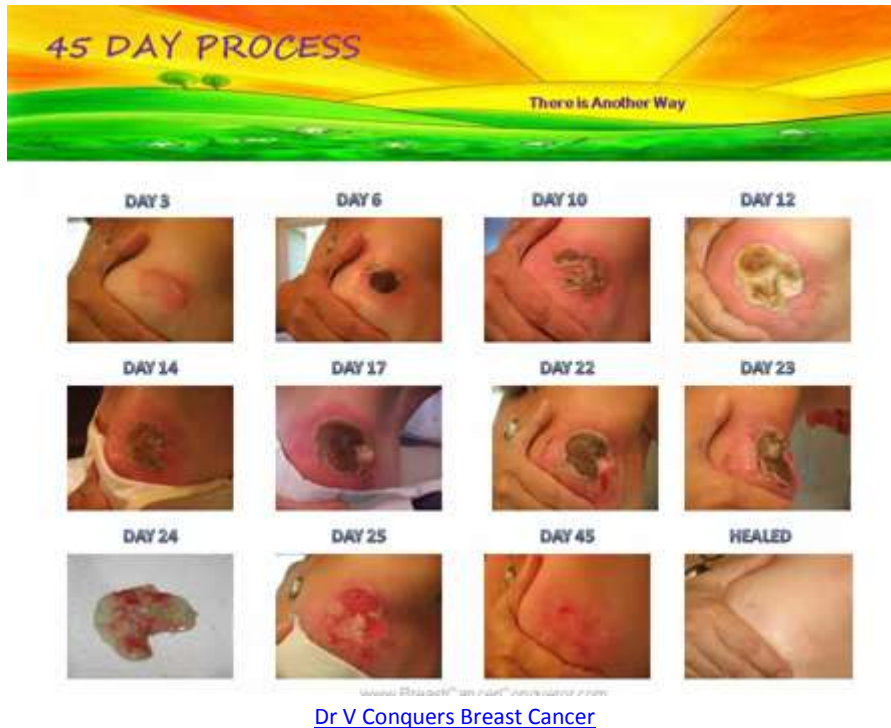 45 DAY PROCESS
There is Another Way
DAY 3 DAY 6 DAY 10 DAY 12
DAY 14 DAY 17 DAY 22 DAY 23
DAY 24 DAY 25 DAY 45 HEALED
www.BreastCancerConqueror.com
Dr V Conquers Breast Cancer